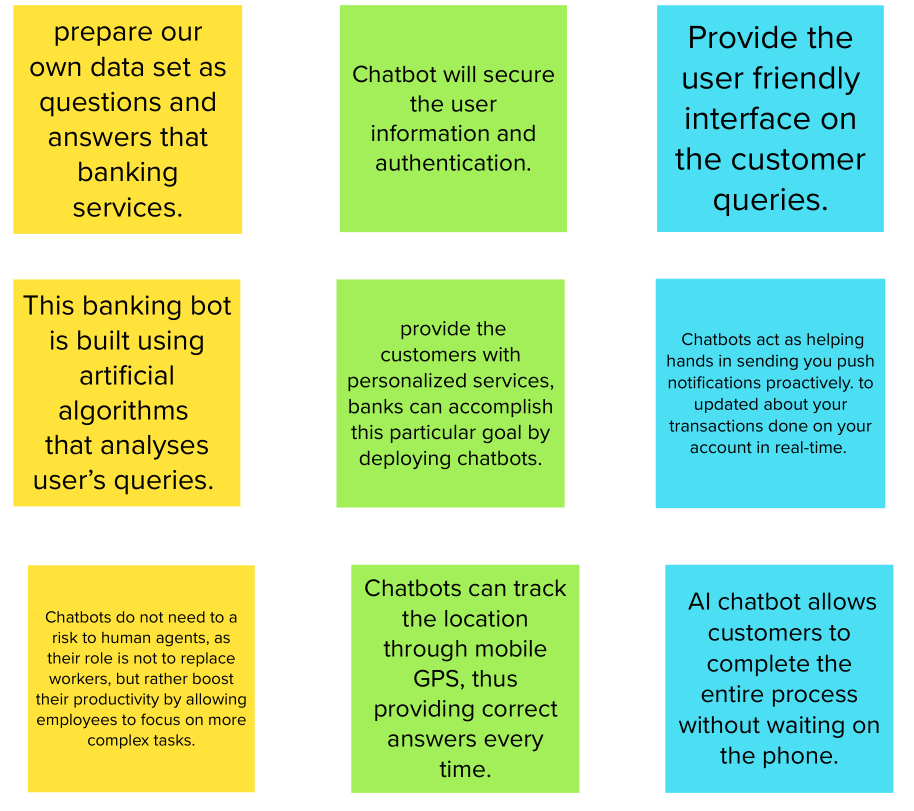 prepare our
own data set as
questions and
answers that
banking
services.
Chatbot will secure
the user
information and
authentication.
Provide the
user friendly
interface on
the customer
queries.
This banking bot
is built using
artificial
algorithms
that analyses
user’s queries.
provide the
customers with
personalized services,
banks can accomplish
this particular goal by
deploying chatbots.
Chatbots act as helping
hands in sending you push
notifications proactively. to
updated about your
transactions done on your
account in real-time.
Chatbots do not need to a
risk to human agents, as
their role is not to replace
workers, but rather boost
their productivity by allowing
employees to focus on more
complex tasks.
Chatbots can track
the location
through mobile
GPS, thus
providing correct
answers every
time.
AI chatbot allows
customers to
complete the
entire process
without waiting on
the phone.